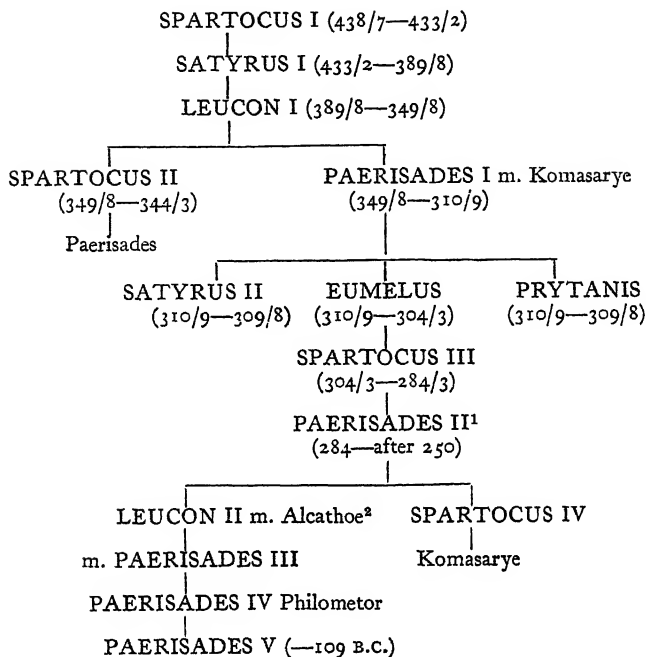 SPARTOCUS I (438/7—433/2)
SATYRUS I (433/2—389/8)
LEUCON I (389/8—349/8)
SPARTOCUS II PAERISADES I m. Komasarye
(349/8—344/3) (349/8—310/9)
Paerisades
SATYRUS II EUMELUS PRYTANIS
(310/9—309/8) (310/9—304/3) (310/9—309/8)
SPARTOCUS III
(304/3—284/3)
PAERISADES II¹
(284—after 250)
LEUCON II m. Alcathoe² SPARTOCUS IV
m. PAERISADES III Komasarye
PAERISADES IV Philometor
PAERISADES V (—109 B.C.)